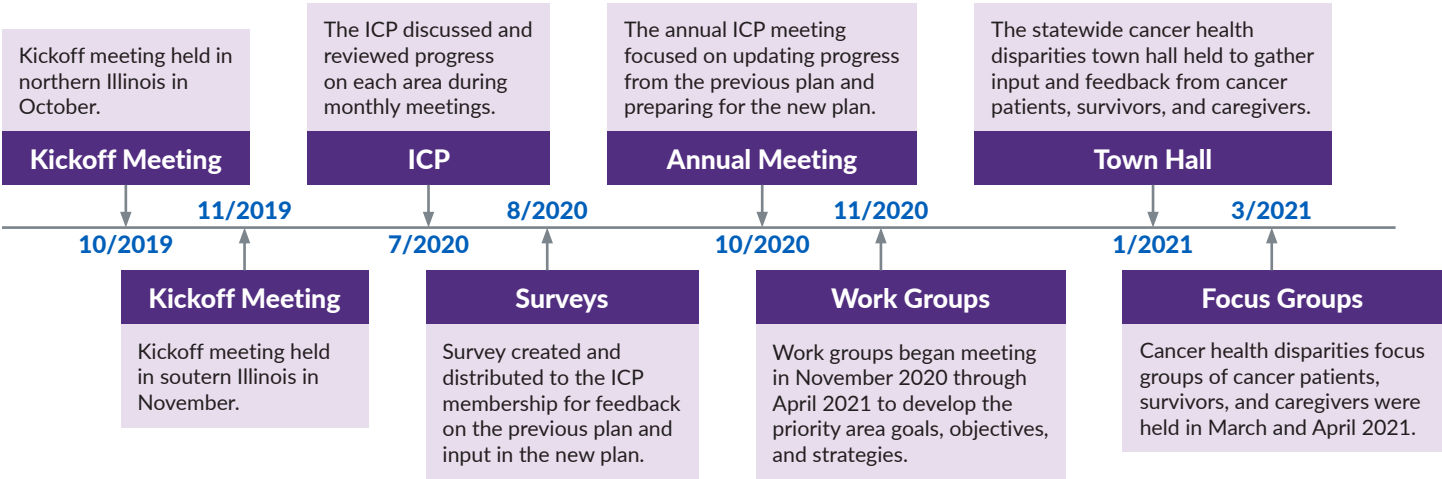 Kickoff meeting held in
northern Illinois in
October.
Kickoff Meeting
The ICP discussed and
reviewed progress
on each area during
monthly meetings.
ICP
The annual ICP meeting
focused on updating progress
from the previous plan and
preparing for the new plan.
Annual Meeting
The statewide cancer health
disparities town hall held to gather
input and feedback from cancer
patients, survivors, and caregivers.
Town Hall
10/2019
11/2019
7/2020
8/2020
10/2020
11/2020
1/2021
3/2021
Kickoff Meeting
Kickoff meeting held
in soutern Illinois in
November.
Surveys
Survey created and
distributed to the ICP
membership for feedback
on the previous plan and
input in the new plan.
Work Groups
Work groups began meeting
in November 2020 through
April 2021 to develop the
priority area goals, objectives,
and strategies.
Focus Groups
Cancer health disparities focus
groups of cancer patients,
survivors, and caregivers were
held in March and April 2021.